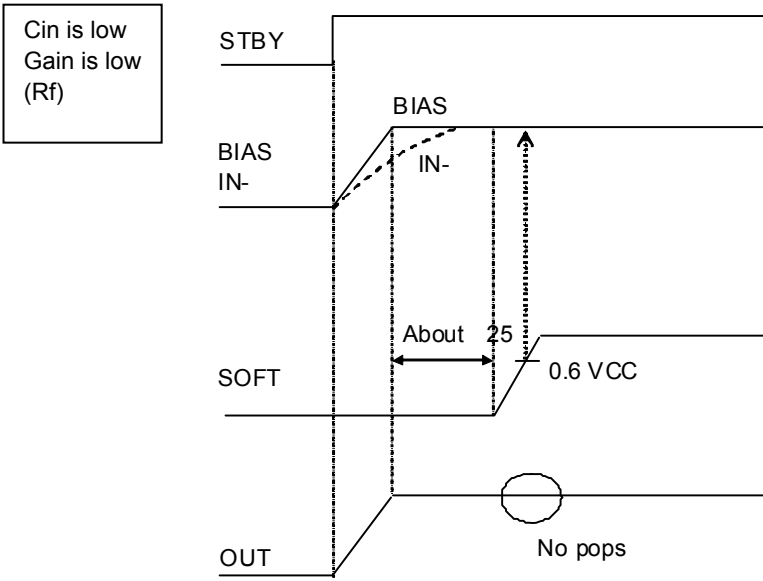 Cin is low
Gain is low
(Rf)
STBY
BIAS
BIAS
IN-
IN-
About 25
SOFT
0.6 VCC
No pops
OUT